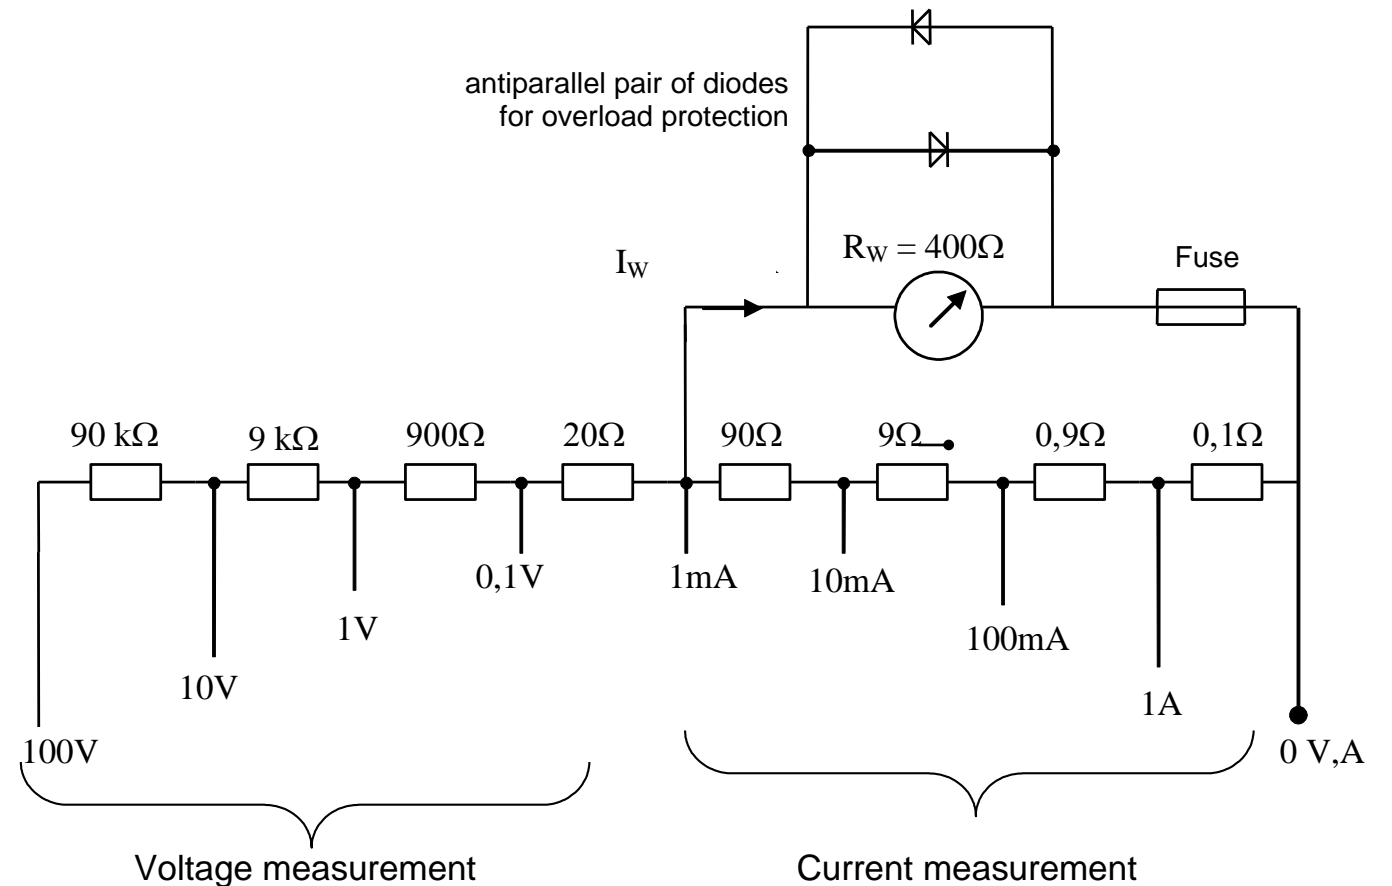 antiparallel pair of diodes
for overload protection
R_W = 400Ω
Fuse
I_W
90 kΩ
9 kΩ
900Ω
20Ω
90Ω
9Ω
0,9Ω
0,1Ω
0,1V
1mA
10mA
1V
100mA
10V
1A
100V
0 V,A
Voltage measurement
Current measurement